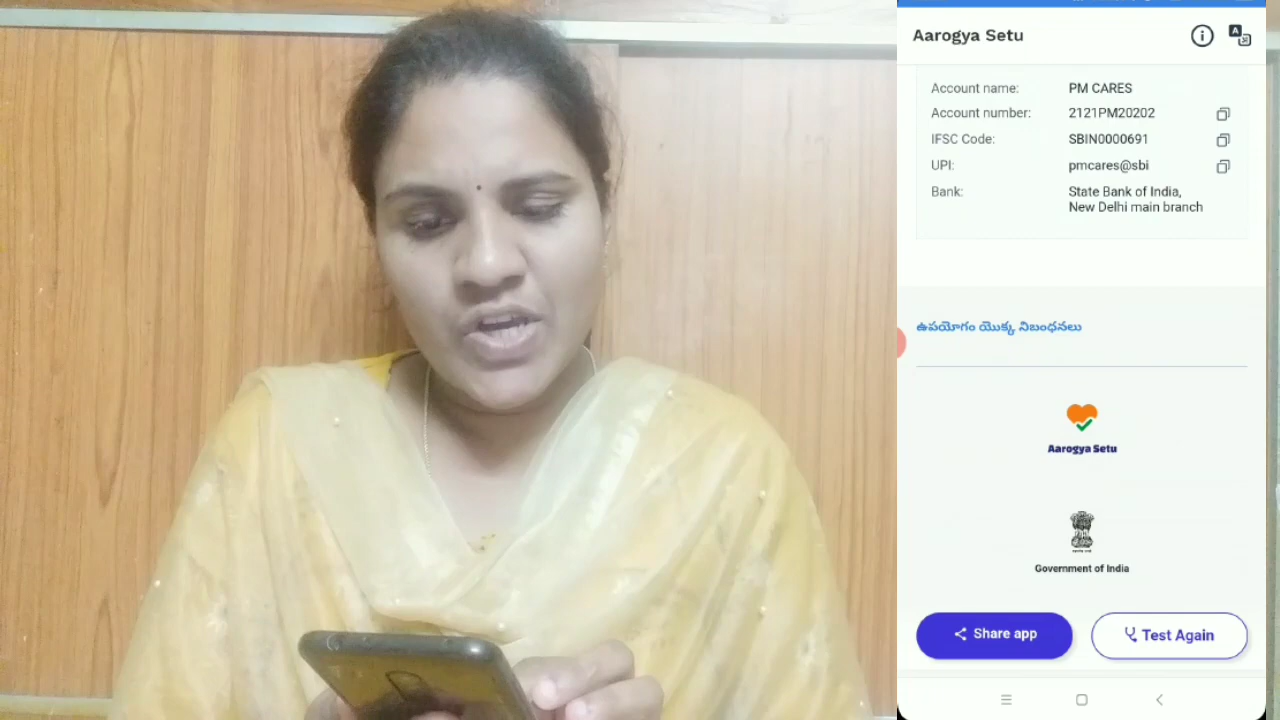 Aarogya Setu
Account name: PM CARES
Account number: 2121PM20202
IFSC Code: SBIN0000691
UPI: pmcares@sbi
Bank: State Bank of India,
New Delhi main branch
ఉపయోగం యొక్క నిబంధనలు
Aarogya Setu
Government of India
Share app
Test Again